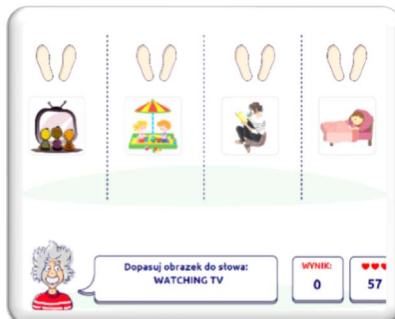 Dopasuj obrazek do słowa:
WATCHING TV
WYNIK:
0
57